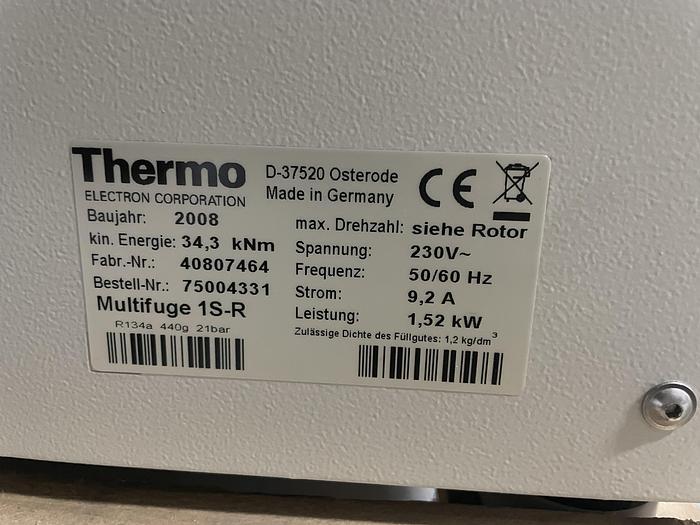 Thermo
ELECTRON CORPORATION
D-37520 Osterode
Made in Germany
CE
Baujahr: 2008
kin. Energie: 34,3 kNm
Fabr.-Nr.: 40807464
Bestell-Nr.: 75004331
Multifuge 1S-R
R134a 440g 21bar
max. Drehzahl: siehe Rotor
Spannung: 230V~
Frequenz: 50/60 Hz
Strom: 9,2 A
Leistung: 1,52 kW
Zulässige Dichte des Füllgutes: 1,2 kg/dm³